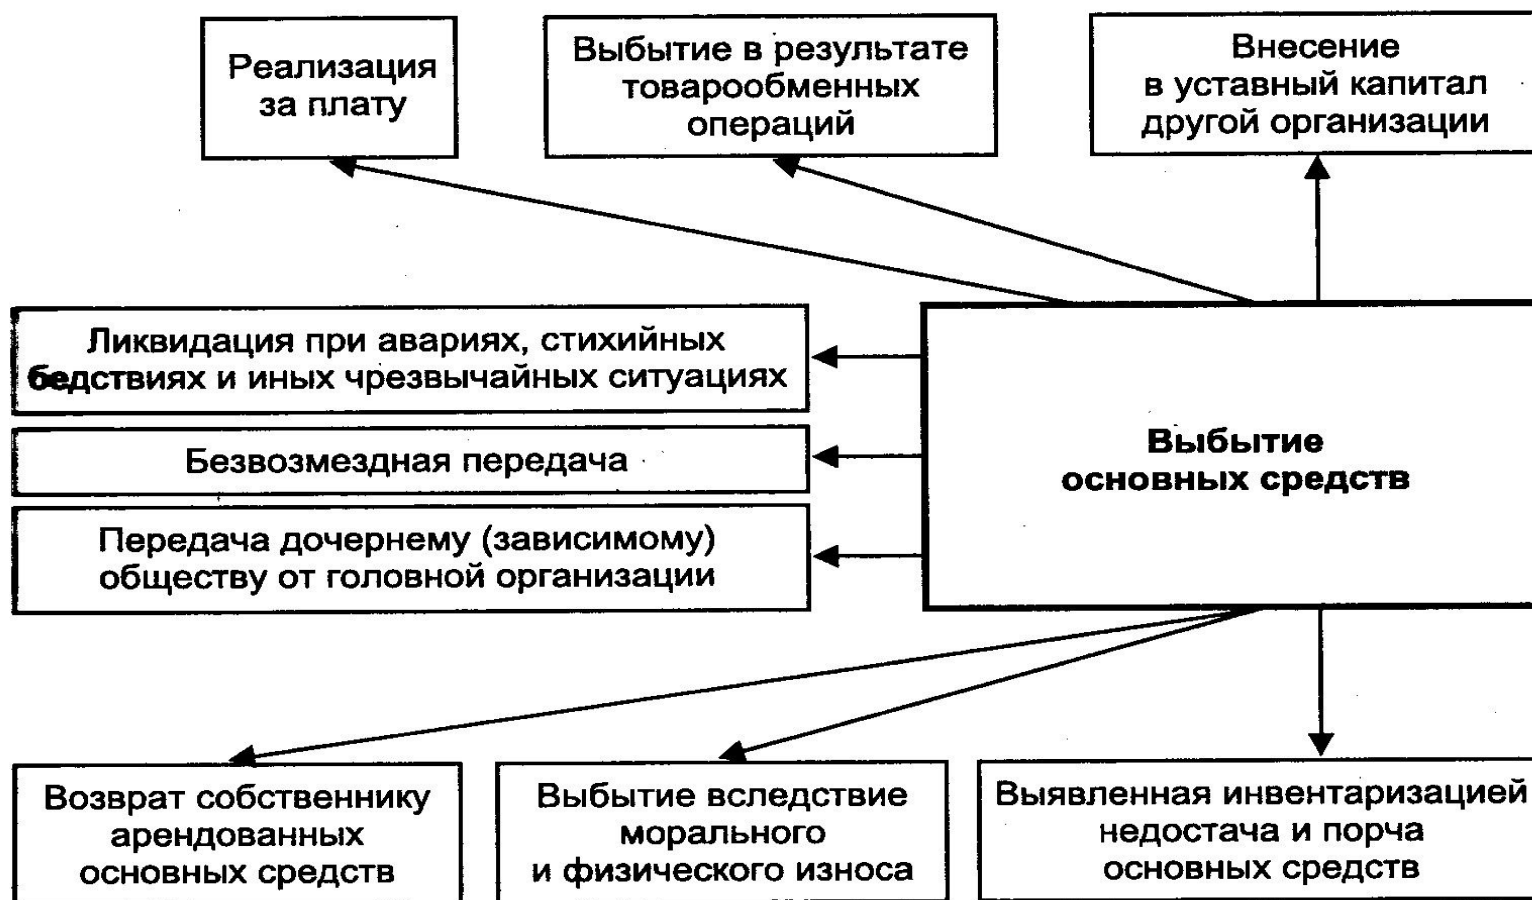 Реализация
за плату
Выбытие в результате
товарообменных
операций
Внесение
в уставный капитал
другой организации
Ликвидация при авариях, стихийных
бедствиях и иных чрезвычайных ситуациях
Безвозмездная передача
Передача дочернему (зависимому)
обществу от головной организации
Выбытие
основных средств
Возврат собственнику
арендованных
основных средств
Выбытие вследствие
морального
и физического износа
Выявленная инвентаризацией
недостача и порча
основных средств